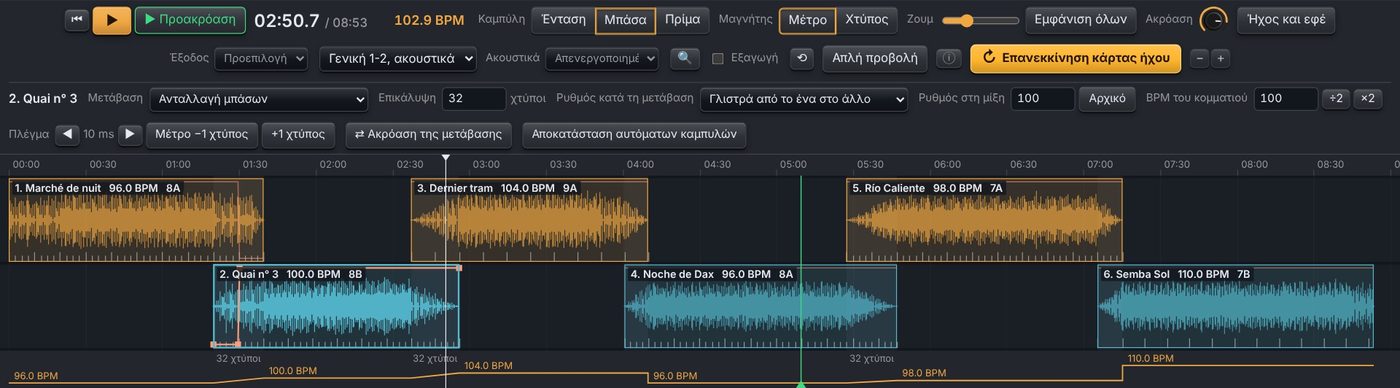 Προακρόαση 02:50.7 / 08:53 102.9 BPM Καμπύλη Ένταση Μπάσα Πρίμα Μαγνήτης Μέτρο Χτύπος Ζουμ Εμφάνιση όλων Ακρόαση Ήχος και εφέ
Έξοδος Προεπιλογή Γενική 1-2, ακουστικά Ακουστικά Απενεργοποιημέ Εξαγωγή Απλή προβολή Επανεκκίνηση κάρτας ήχου − +
2. Quai n° 3 Μετάβαση Ανταλλαγή μπάσων Επικάλυψη 32 χτύποι Ρυθμός κατά τη μετάβαση Γλιστρά από το ένα στο άλλο Ρυθμός στη μίξη 100 Αρχικό BPM του κομματιού 100 ÷2 ×2
Πλέγμα ◀ 10 ms ▶ Μέτρο −1 χτύπος +1 χτύπος ⇄ Ακρόαση της μετάβασης Αποκατάσταση αυτόματων καμπυλών
00:00 00:30 01:00 01:30 02:00 02:30 03:00 03:30 04:00 04:30 05:00 05:30 06:00 06:30 07:00 07:30 08:00 08:30
1. Marché de nuit 96.0 BPM 8A 3. Dernier tram 104.0 BPM 9A 5. Río Caliente 98.0 BPM 7A
2. Quai n° 3 100.0 BPM 8B 4. Noche de Dax 96.0 BPM 8A 6. Semba Sol 110.0 BPM 7B
32 χτύποι 32 χτύποι 32 χτύποι
96.0 BPM 100.0 BPM 104.0 BPM 96.0 BPM 98.0 BPM 110.0 BPM